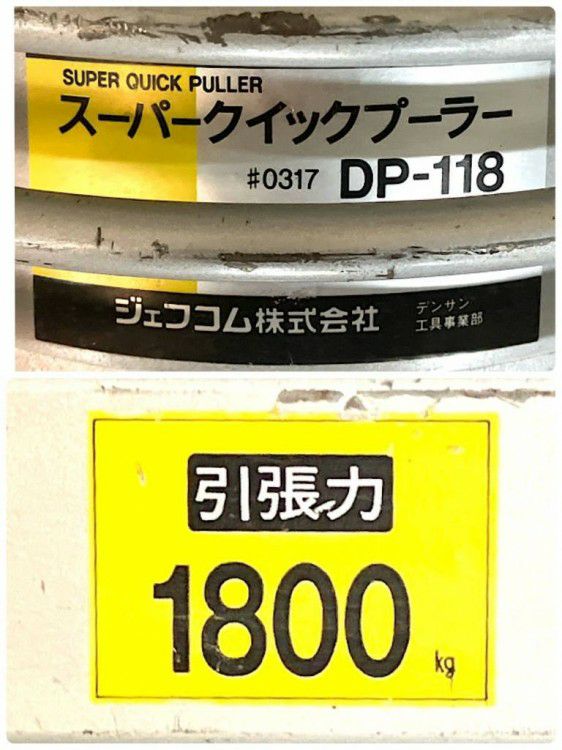 SUPER QUICK PULLER
スーパークイックプーラー
#0317 DP-118
ジェフコム株式会社
デンサン
工具事業部
引張力
1800 kg